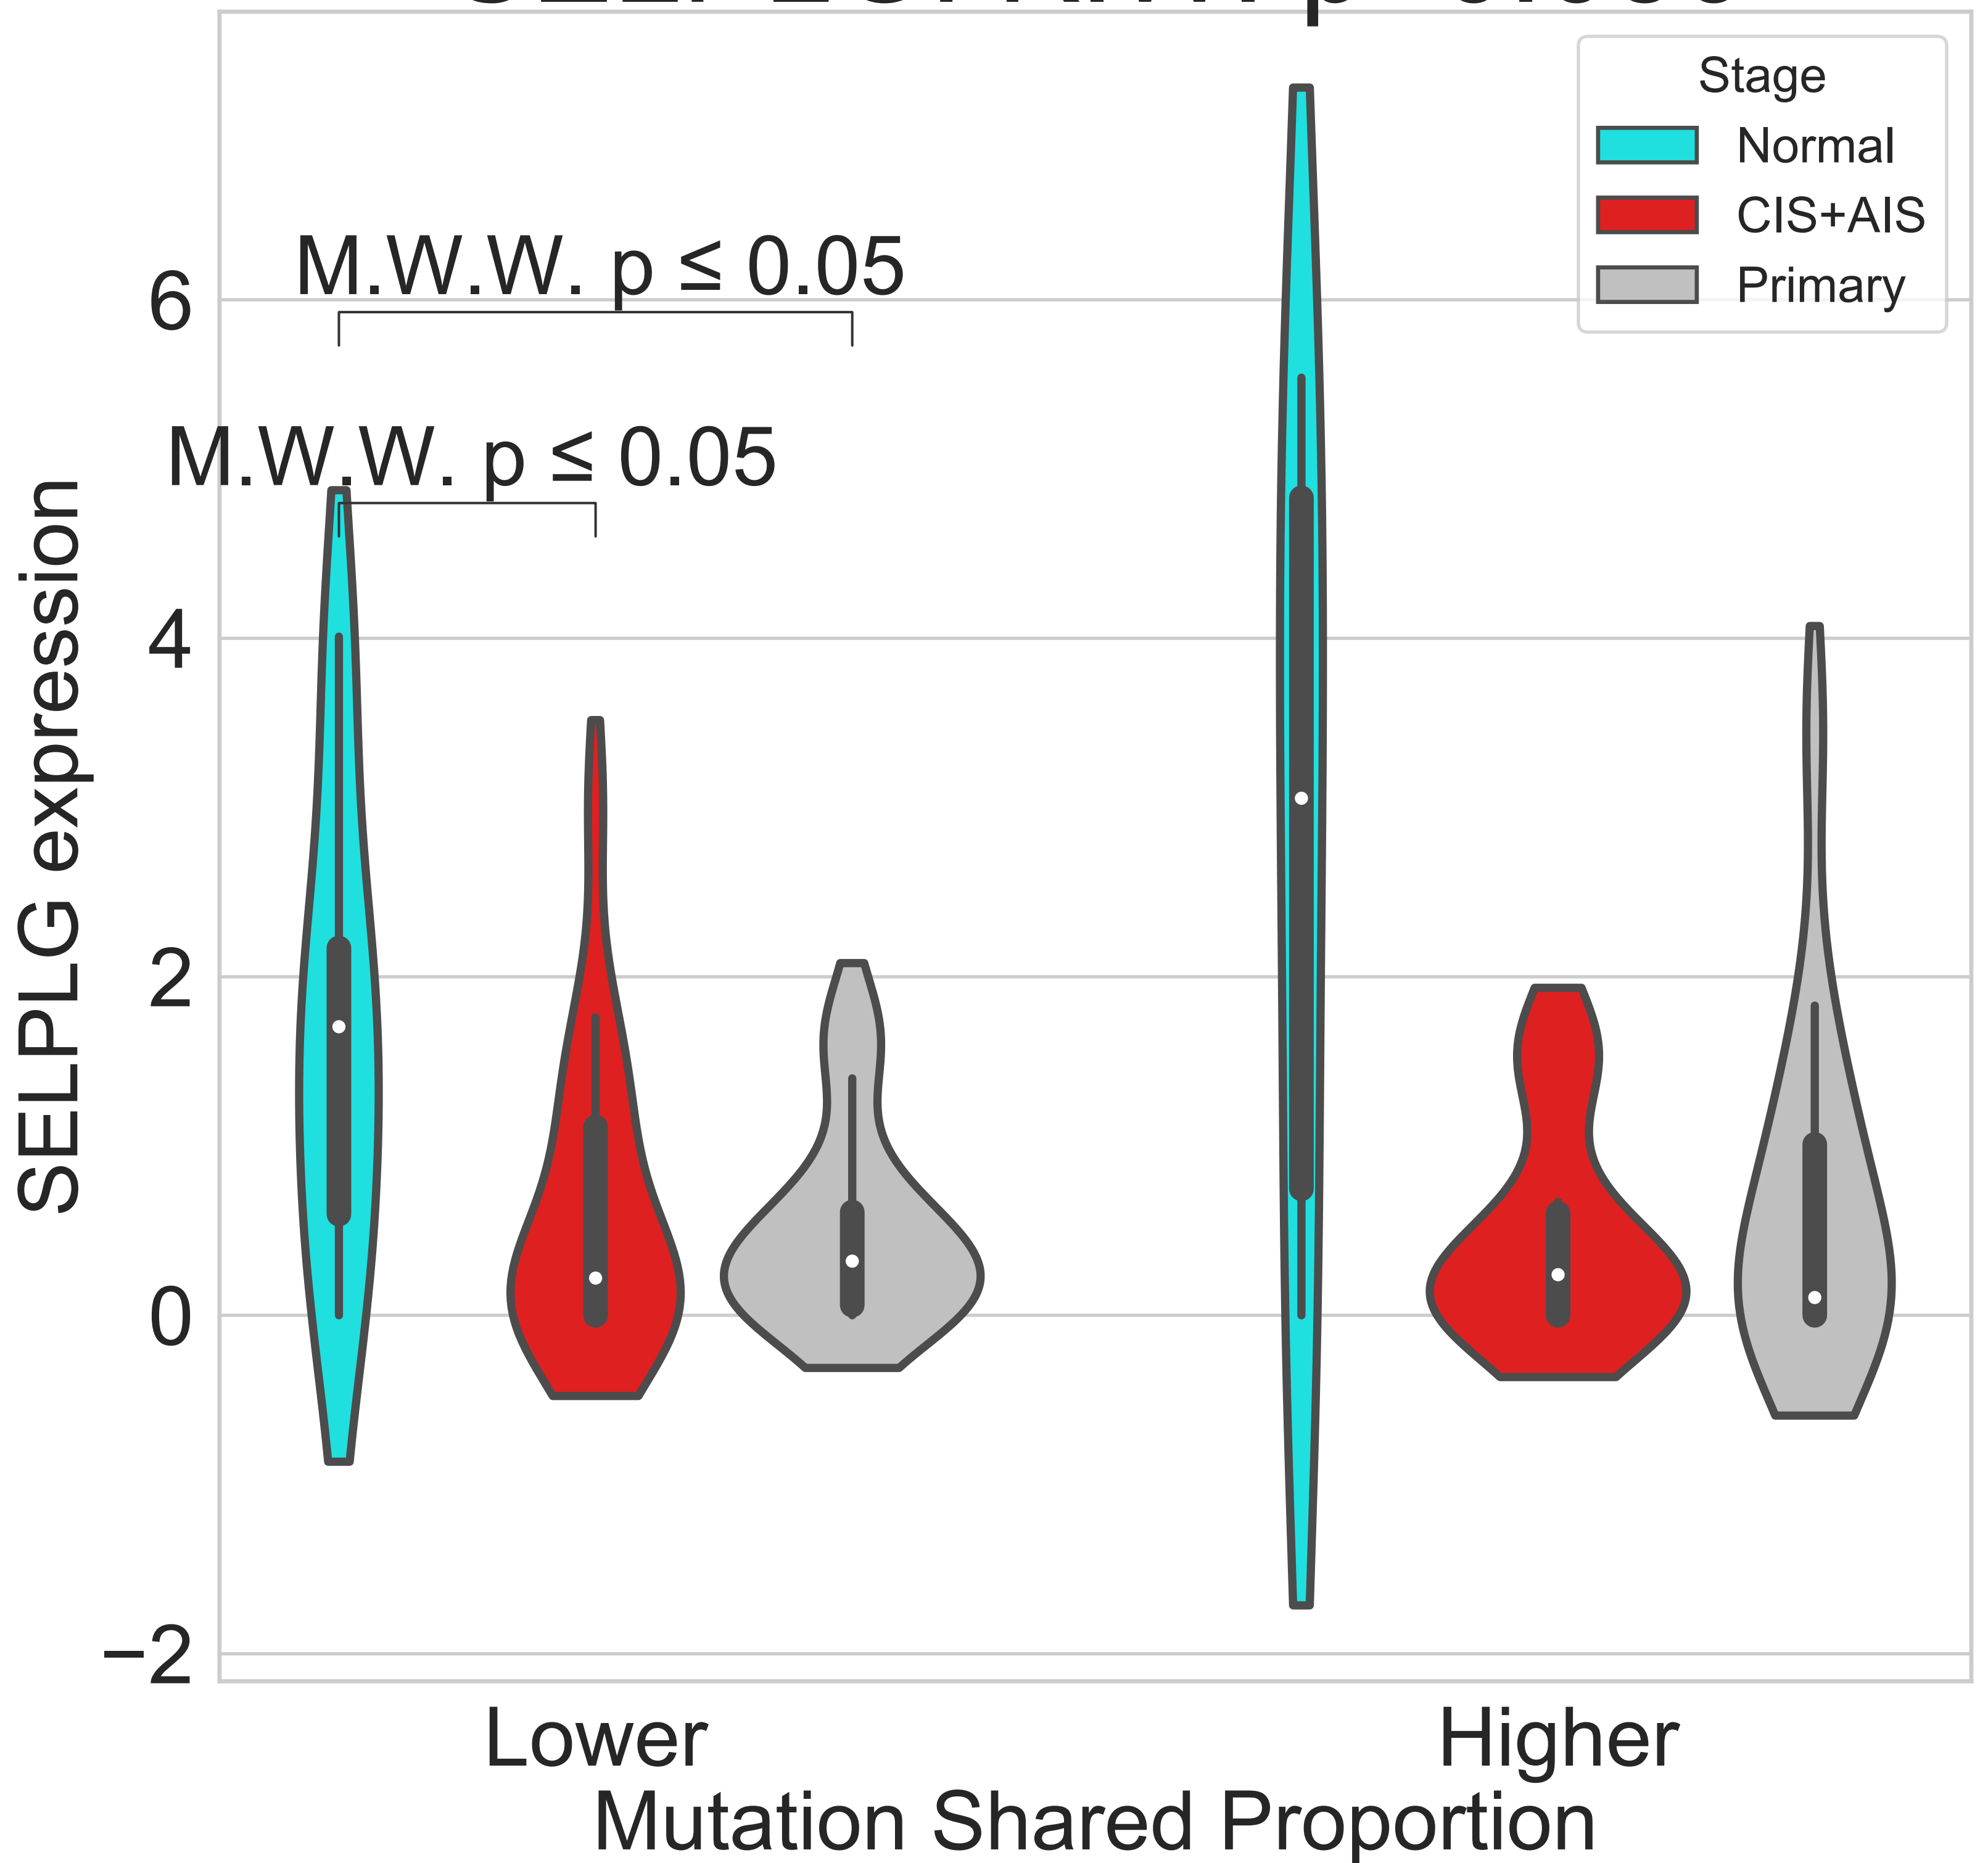 Stage
Normal
CIS+AIS
Primary
M.W.W. p ≤ 0.05
M.W.W. p ≤ 0.05
SELPLG expression
6
4
2
0
−2
Lower
Higher
Mutation Shared Proportion